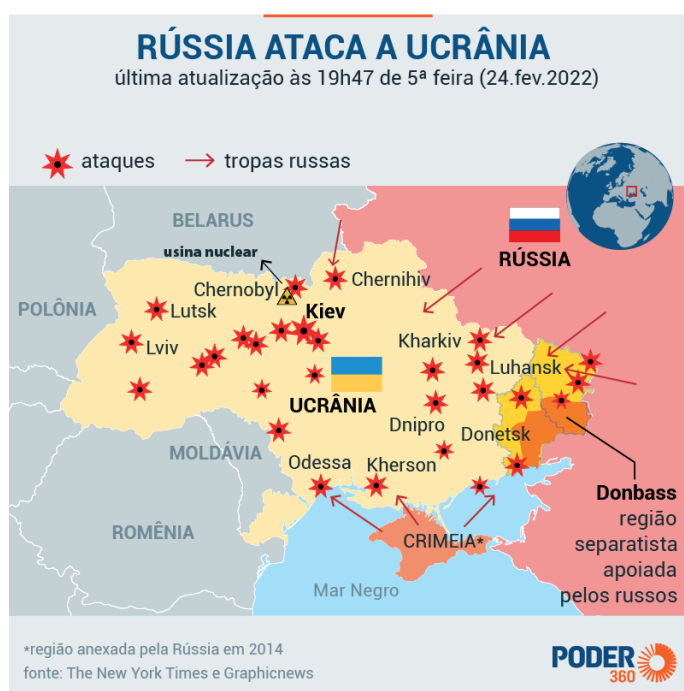 RÚSSIA ATACA A UCRÂNIA
última atualização às 19h47 de 5ª feira (24.fev.2022)
ataques
tropas russas
BELARUS
RÚSSIA
usina nuclear
Chernobyl
Chernihiv
POLÔNIA
Lutsk
Kiev
Lviv
Kharkiv
Luhansk
UCRÂNIA
Dnipro
Donetsk
MOLDÁVIA
Odessa
Kherson
Donbass
região
separatista
apoiada
pelos russos
ROMÊNIA
CRIMEIA*
Mar Negro
*região anexada pela Rússia em 2014
fonte: The New York Times e Graphicnews
PODER
360